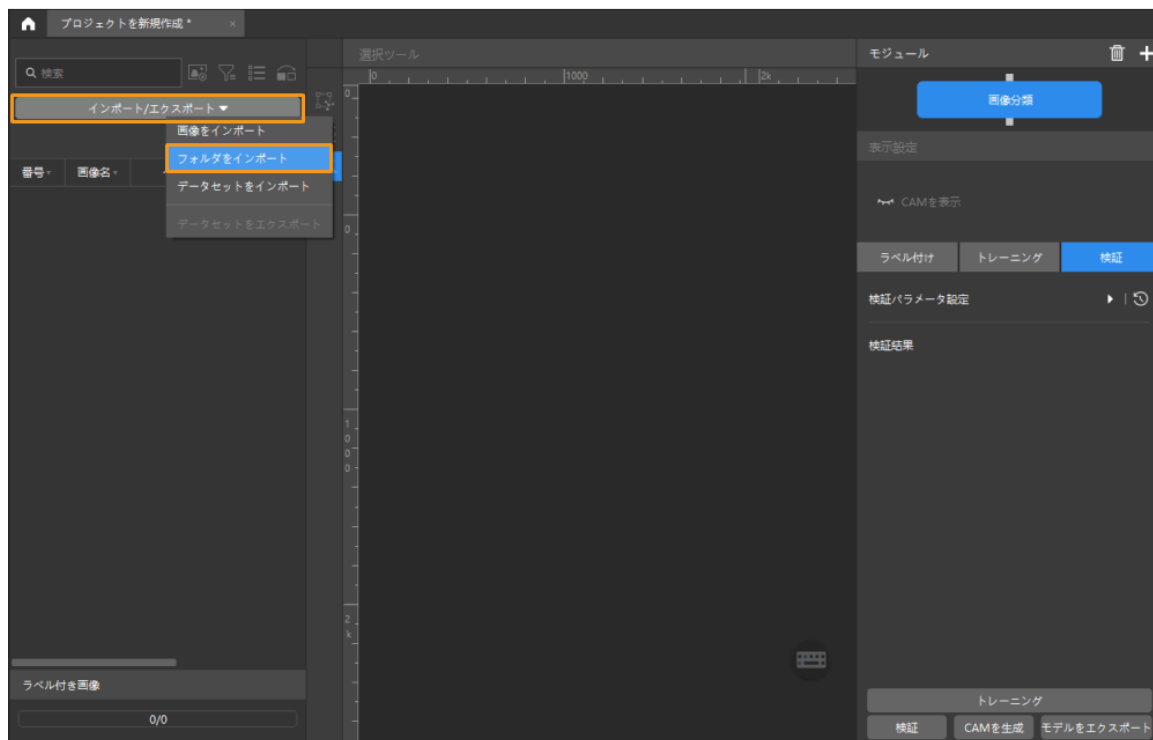 プロジェクトを新規作成 *
検索
インポート/エクスポート
画像をインポート
フォルダをインポート
データセットをインポート
データセットをエクスポート
番号
画像名
ラベル付き画像
0/0
選択ツール
0
1000
2k
0
0
1000
2k
モジュール
画像分類
表示設定
CAMを表示
ラベル付け
トレーニング
検証
検証パラメータ設定
検証結果
トレーニング
検証
CAMを生成
モデルをエクスポート